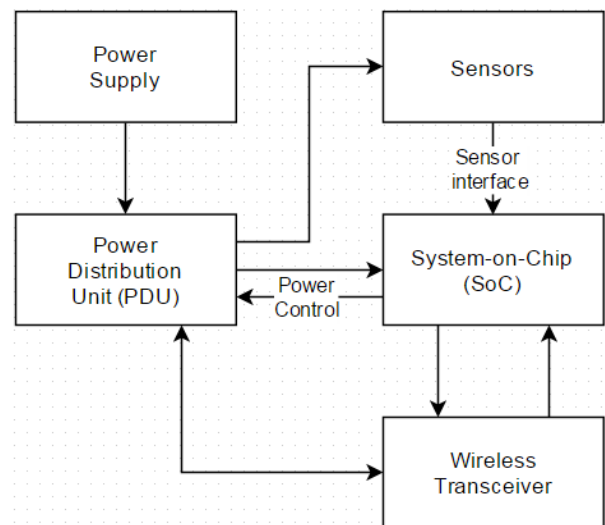 Power
Supply
Sensors
Sensor
interface
Power
Distribution
Unit (PDU)
System-on-Chip
(SoC)
Power
Control
Wireless
Transceiver